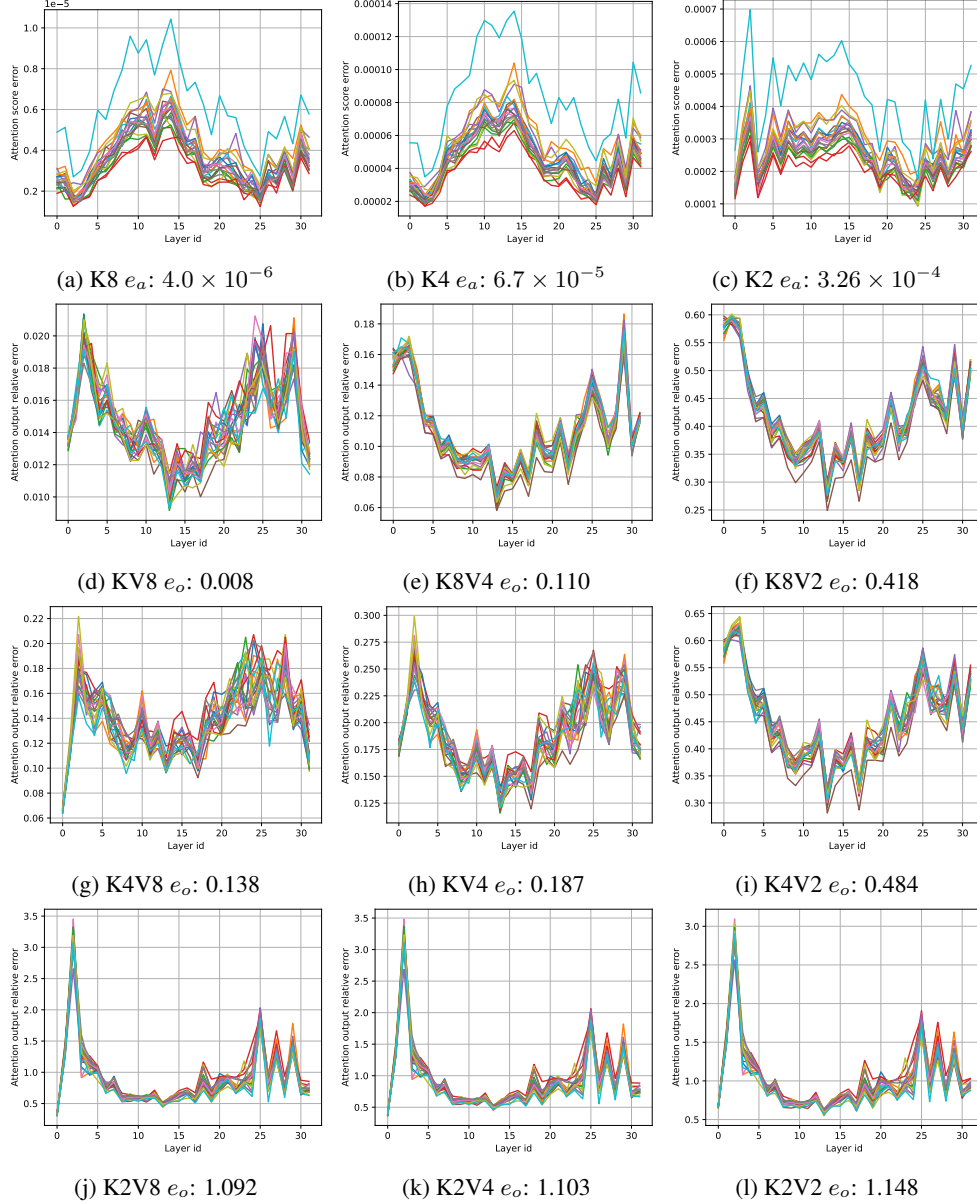 1e−5
1.0
0.8
0.6
0.4
0.2
Attention score error
0 5 10 15 20 25 30
Layer id
(a) K8 e_a: 4.0 × 10^−6
0.00014
0.00012
0.00010
0.00008
0.00006
0.00004
0.00002
Attention score error
0 5 10 15 20 25 30
Layer id
(b) K4 e_a: 6.7 × 10^−5
0.0007
0.0006
0.0005
0.0004
0.0003
0.0002
0.0001
Attention score error
0 5 10 15 20 25 30
Layer id
(c) K2 e_a: 3.26 × 10^−4
0.020
0.018
0.016
0.014
0.012
0.010
Attention output relative error
0 5 10 15 20 25 30
Layer id
(d) KV8 e_o: 0.008
0.18
0.16
0.14
0.12
0.10
0.08
0.06
Attention output relative error
0 5 10 15 20 25 30
Layer id
(e) K8V4 e_o: 0.110
0.60
0.55
0.50
0.45
0.40
0.35
0.30
0.25
Attention output relative error
0 5 10 15 20 25 30
Layer id
(f) K8V2 e_o: 0.418
0.22
0.20
0.18
0.16
0.14
0.12
0.10
0.08
0.06
Attention output relative error
0 5 10 15 20 25 30
Layer id
(g) K4V8 e_o: 0.138
0.300
0.275
0.250
0.225
0.200
0.175
0.150
0.125
Attention output relative error
0 5 10 15 20 25 30
Layer id
(h) KV4 e_o: 0.187
0.65
0.60
0.55
0.50
0.45
0.40
0.35
0.30
Attention output relative error
0 5 10 15 20 25 30
Layer id
(i) K4V2 e_o: 0.484
3.5
3.0
2.5
2.0
1.5
1.0
0.5
Attention output relative error
0 5 10 15 20 25 30
Layer id
(j) K2V8 e_o: 1.092
3.5
3.0
2.5
2.0
1.5
1.0
0.5
Attention output relative error
0 5 10 15 20 25 30
Layer id
(k) K2V4 e_o: 1.103
3.0
2.5
2.0
1.5
1.0
0.5
Attention output relative error
0 5 10 15 20 25 30
Layer id
(l) K2V2 e_o: 1.148